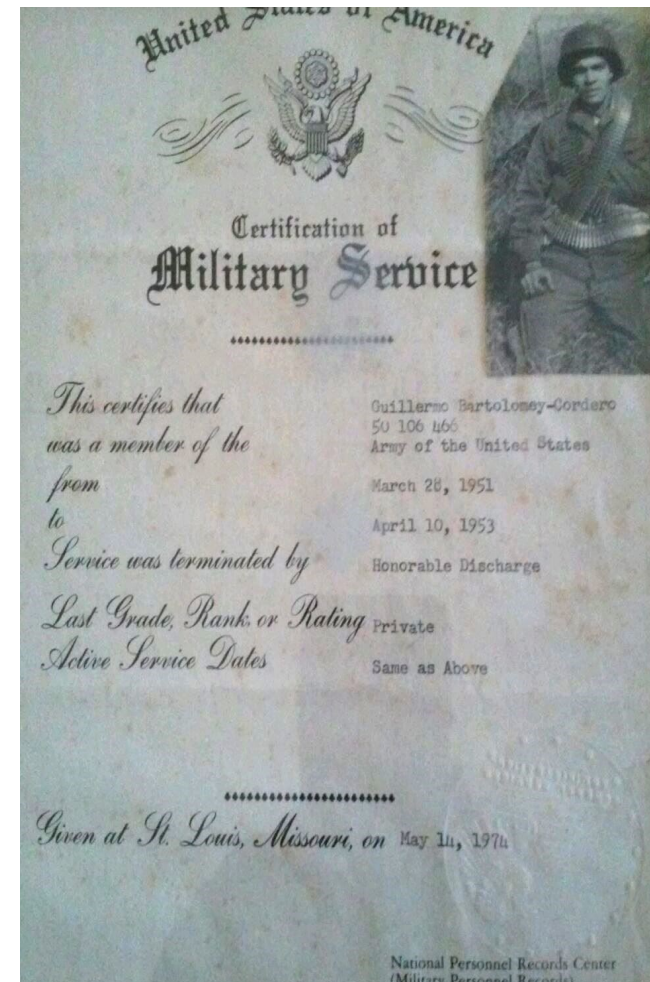 United States of America
Certification of
Military Service
This certifies that Guillermo Bartolomey-Cordero
50 106 466
was a member of the Army of the United States
from March 28, 1951
to April 10, 1953
Service was terminated by Honorable Discharge
Last Grade, Rank, or Rating Private
Active Service Dates Same as Above
Given at St. Louis, Missouri, on May 14, 1974
National Personnel Records Center
(Military Personnel Records)